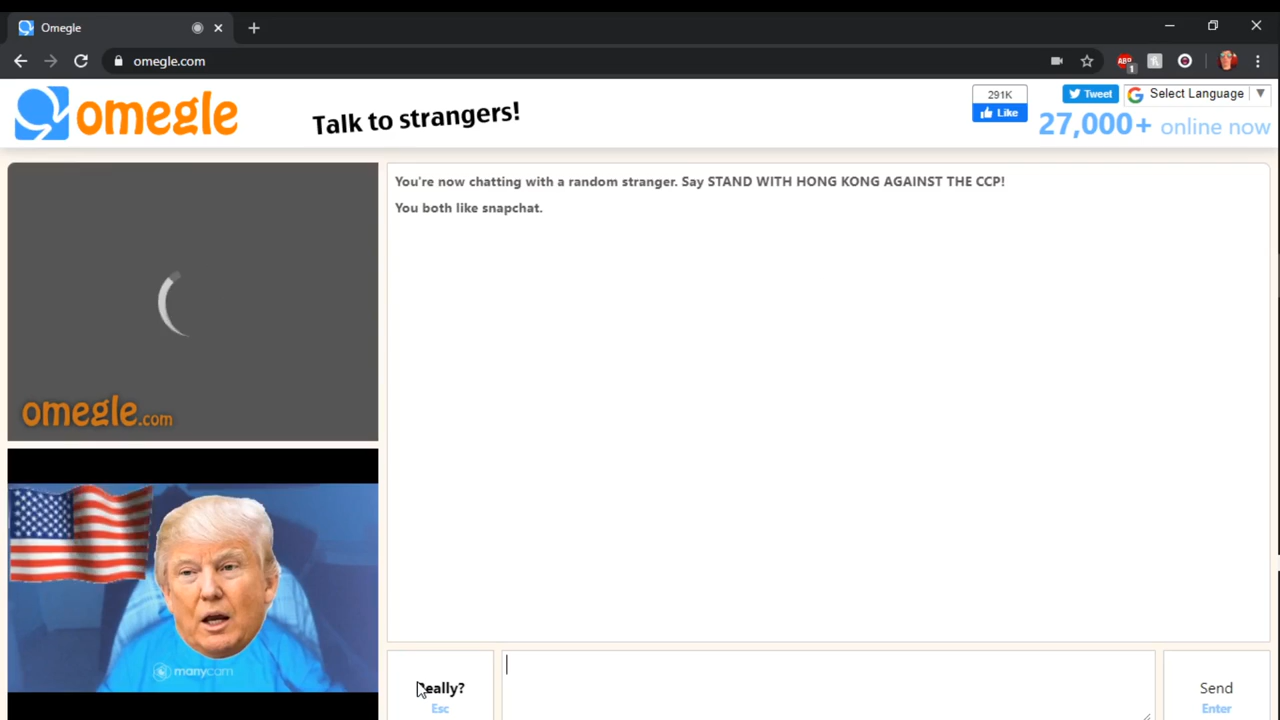 Omegle
omegle.com
ABP
1
omegle
Talk to strangers!
291K
Like
Tweet
Select Language
27,000+ online now
You're now chatting with a random stranger. Say STAND WITH HONG KONG AGAINST THE CCP!
You both like snapchat.
omegle.com
manycam
Really?
Esc
Send
Enter